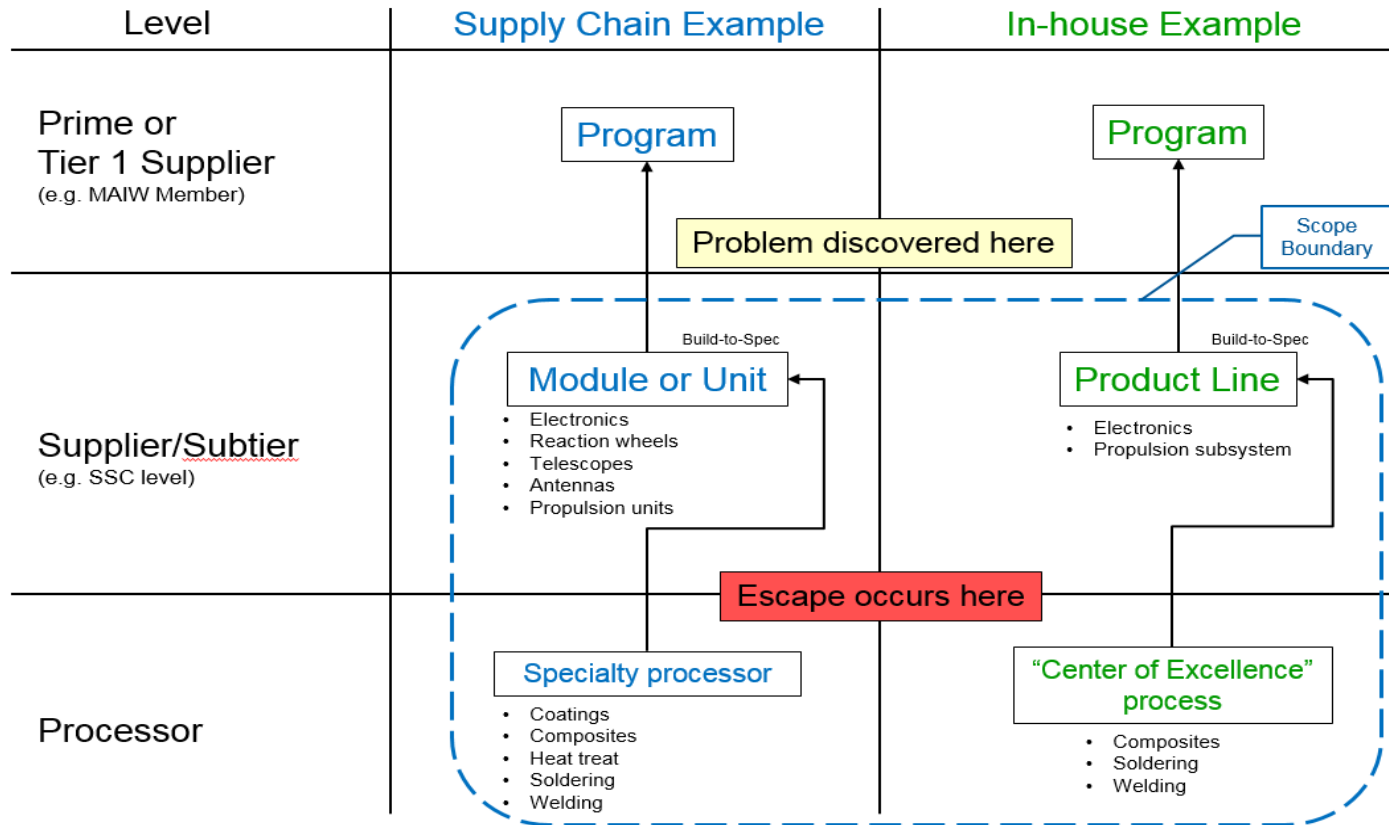 Level
Supply Chain Example
In-house Example
Prime or
Tier 1 Supplier
(e.g. MAIW Member)
Program
Program
Scope
Boundary
Problem discovered here
Supplier/Subtier
(e.g. SSC level)
Build-to-Spec
Module or Unit
• Electronics
• Reaction wheels
• Telescopes
• Antennas
• Propulsion units
Build-to-Spec
Product Line
• Electronics
• Propulsion subsystem
Escape occurs here
Processor
Specialty processor
• Coatings
• Composites
• Heat treat
• Soldering
• Welding
“Center of Excellence”
process
• Composites
• Soldering
• Welding